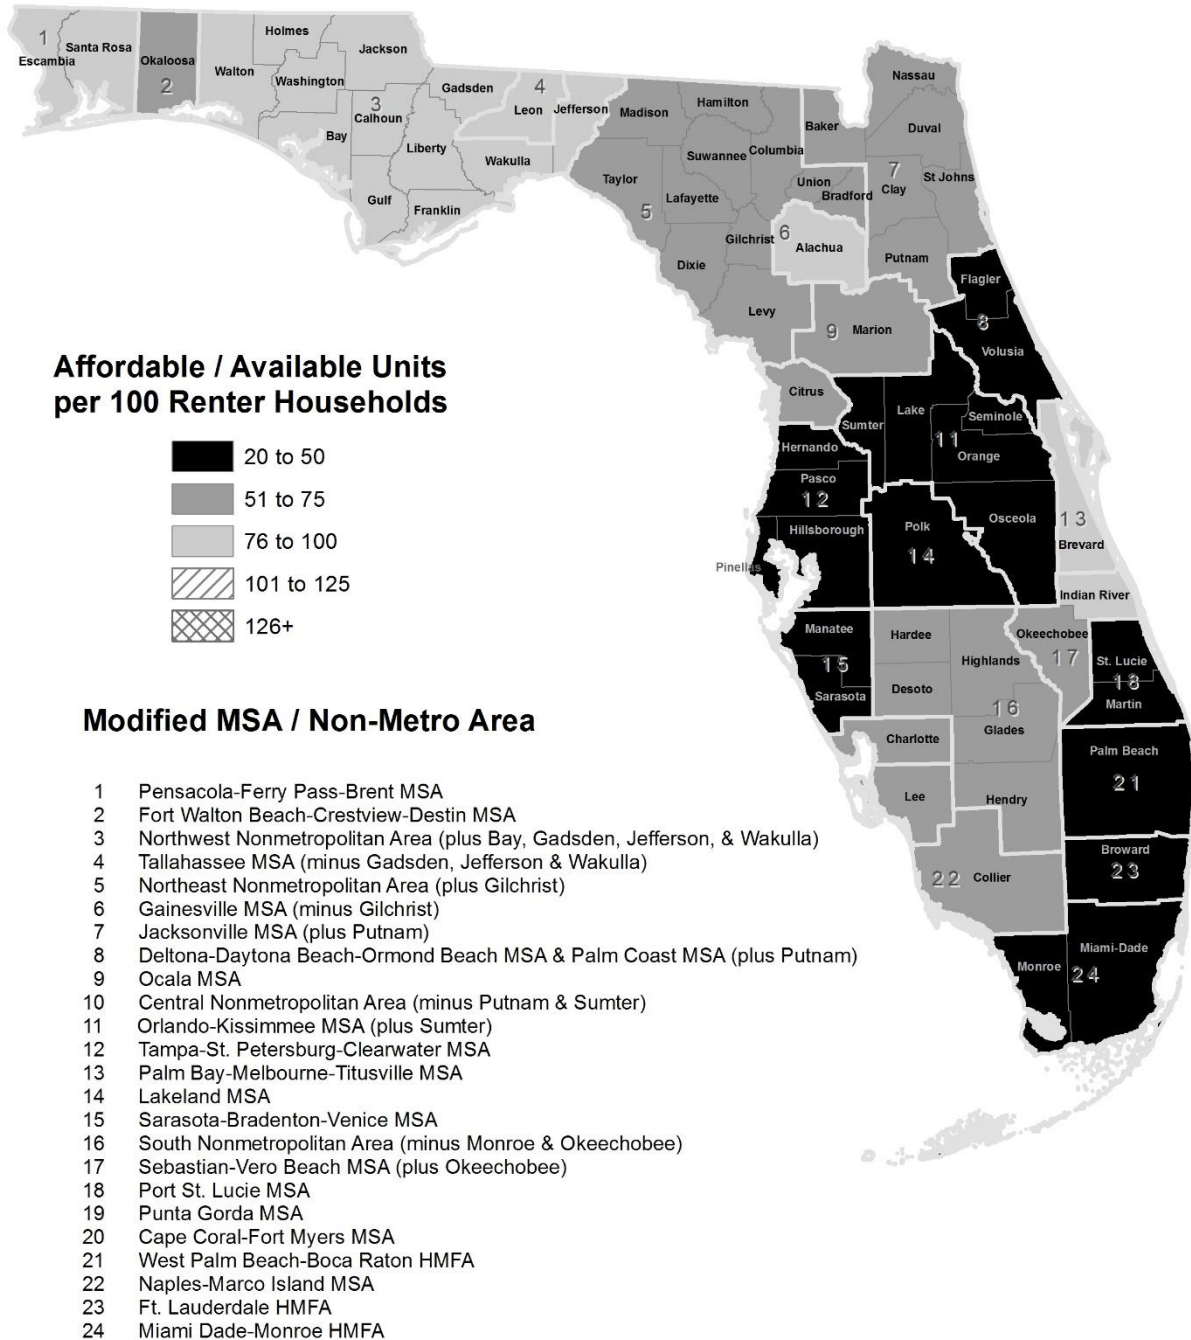 Holmes
1
Santa Rosa
Escambia
Okaloosa
2
Walton
Jackson
Washington
Gadsden
4
3
Calhoun
Leon
Jefferson
Bay
Liberty
Wakulla
Gulf
Franklin
Nassau
Madison
Hamilton
Baker
Duval
Suwannee
Columbia
7
Taylor
Union
Clay
St Johns
Lafayette
Bradford
5
Gilchrist
6
Alachua
Dixie
Putnam
Flagler
Levy
9
Marion
8
Volusia
Citrus
Lake
Seminole
Sumter
11
Hernando
Orange
Pasco
12
Osceola
13
Hillsborough
Polk
14
Brevard
Pinellas
Indian River
Manatee
Hardee
Okeechobee
15
Highlands
17
St. Lucie
18
Sarasota
Desoto
16
Martin
Charlotte
Glades
Palm Beach
21
Lee
Hendry
Broward
23
22
Collier
Miami-Dade
Monroe
24
Affordable / Available Units
per 100 Renter Households
20 to 50
51 to 75
76 to 100
101 to 125
126+
Modified MSA / Non-Metro Area
1 Pensacola-Ferry Pass-Brent MSA
2 Fort Walton Beach-Crestview-Destin MSA
3 Northwest Nonmetropolitan Area (plus Bay, Gadsden, Jefferson, & Wakulla)
4 Tallahassee MSA (minus Gadsden, Jefferson & Wakulla)
5 Northeast Nonmetropolitan Area (plus Gilchrist)
6 Gainesville MSA (minus Gilchrist)
7 Jacksonville MSA (plus Putnam)
8 Deltona-Daytona Beach-Ormond Beach MSA & Palm Coast MSA (plus Putnam)
9 Ocala MSA
10 Central Nonmetropolitan Area (minus Putnam & Sumter)
11 Orlando-Kissimmee MSA (plus Sumter)
12 Tampa-St. Petersburg-Clearwater MSA
13 Palm Bay-Melbourne-Titusville MSA
14 Lakeland MSA
15 Sarasota-Bradenton-Venice MSA
16 South Nonmetropolitan Area (minus Monroe & Okeechobee)
17 Sebastian-Vero Beach MSA (plus Okeechobee)
18 Port St. Lucie MSA
19 Punta Gorda MSA
20 Cape Coral-Fort Myers MSA
21 West Palm Beach-Boca Raton HMFA
22 Naples-Marco Island MSA
23 Ft. Lauderdale HMFA
24 Miami Dade-Monroe HMFA